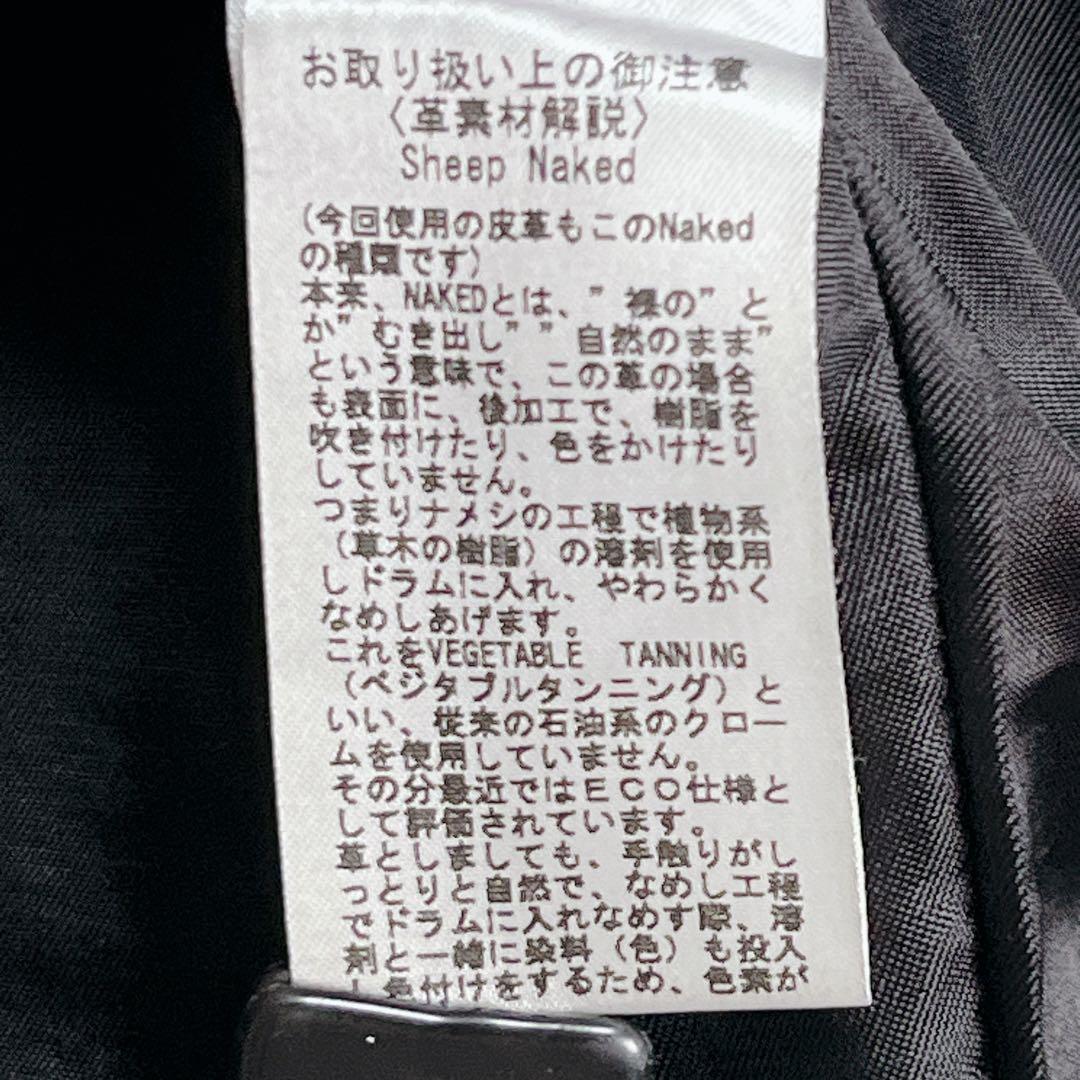 お取り扱い上の御注意
〈革素材解説〉
Sheep Naked
(今回使用の皮革もこのNaked
の種類です)
本来、NAKEDとは、”裸の”と
か”むき出し””自然のまま”
という意味で、この革の場合
も表面に、後加工で、樹脂を
吹き付けたり、色をかけたり
していません。
つまりナメシの工程で植物系
(草木の樹脂)の溶剤を使用
しドラムに入れ、やわらかく
なめしあげます。
これをVEGETABLE TANNING
(ベジタブルタンニング)と
いい、従来の石油系のクロー
ムを使用していません。
その分最近ではＥＣＯ仕様と
して評価されています。
革としましても、手触りがし
っとりと自然で、なめし工程
でドラムに入れなめす際、溶
剤と一緒に染料(色)も投入
し色付けをするため、色素が